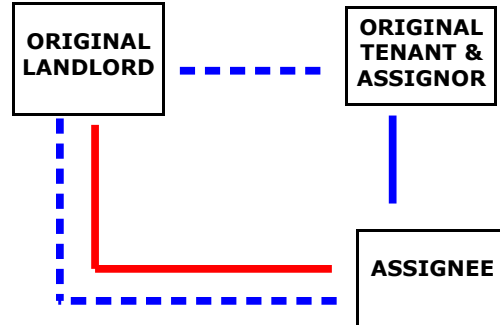 ORIGINAL
LANDLORD
ORIGINAL
TENANT &
ASSIGNOR
ASSIGNEE